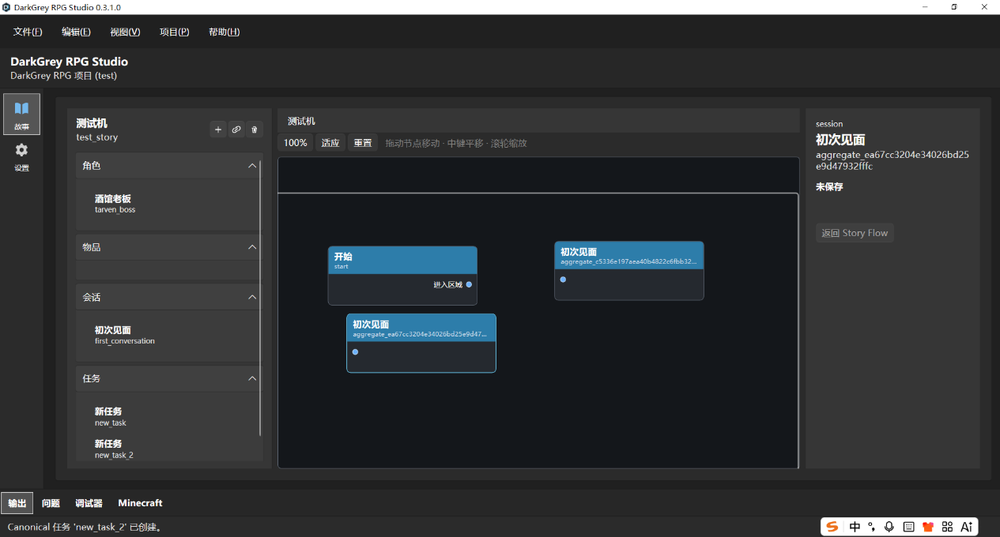 DarkGrey RPG Studio 0.3.1.0
文件(F) 编辑(E) 视图(V) 项目(P) 帮助(H)
DarkGrey RPG Studio
DarkGrey RPG 项目 (test)
故事
设置
测试机
test_story
角色
酒馆老板
tarven_boss
物品
会话
初次见面
first_conversation
任务
新任务
new_task
新任务
new_task_2
测试机
100% 适应 重置 拖动节点移动 · 中键平移 · 滚轮缩放
开始
start
进入区域
初次见面
aggregate_c5336e197aea40b4822c6fbb32...
初次见面
aggregate_ea67cc3204e34026bd25e9d47...
session
初次见面
aggregate_ea67cc3204e34026bd25
e9d47932fffc
未保存
返回 Story Flow
输出 问题 调试器 Minecraft
Canonical 任务 'new_task_2' 已创建。
中 °,